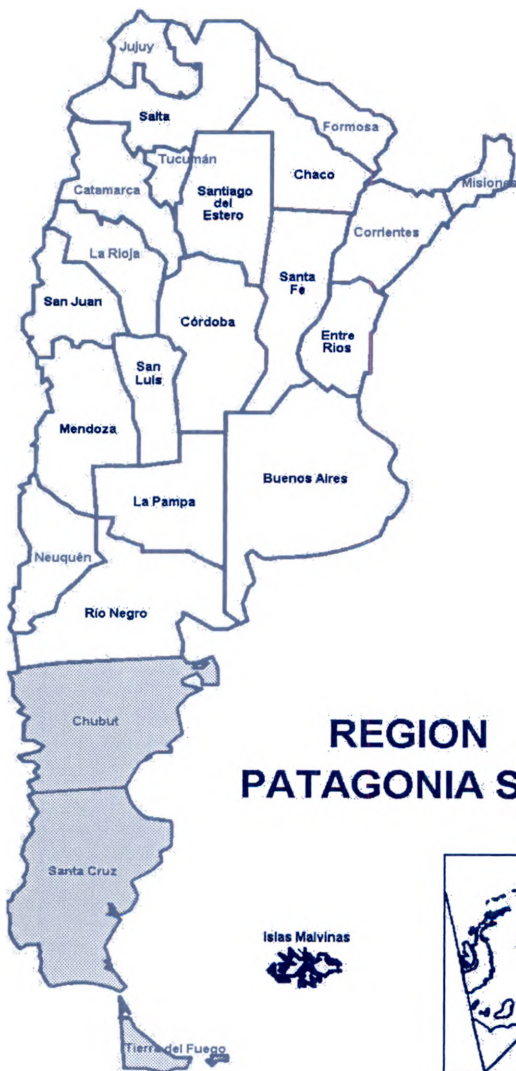 Jujuy
Salta
Formosa
Tucumán
Chaco
Misiones
Catamarca
Santiago
del
Estero
Corrientes
La Rioja
Santa
Fé
San Juan
Córdoba
Entre
Rios
San
Luis
Mendoza
Buenos Aires
La Pampa
Neuquén
Río Negro
Chubut
REGION
PATAGONIA S
Santa Cruz
Islas Malvinas
Tierra del Fuego